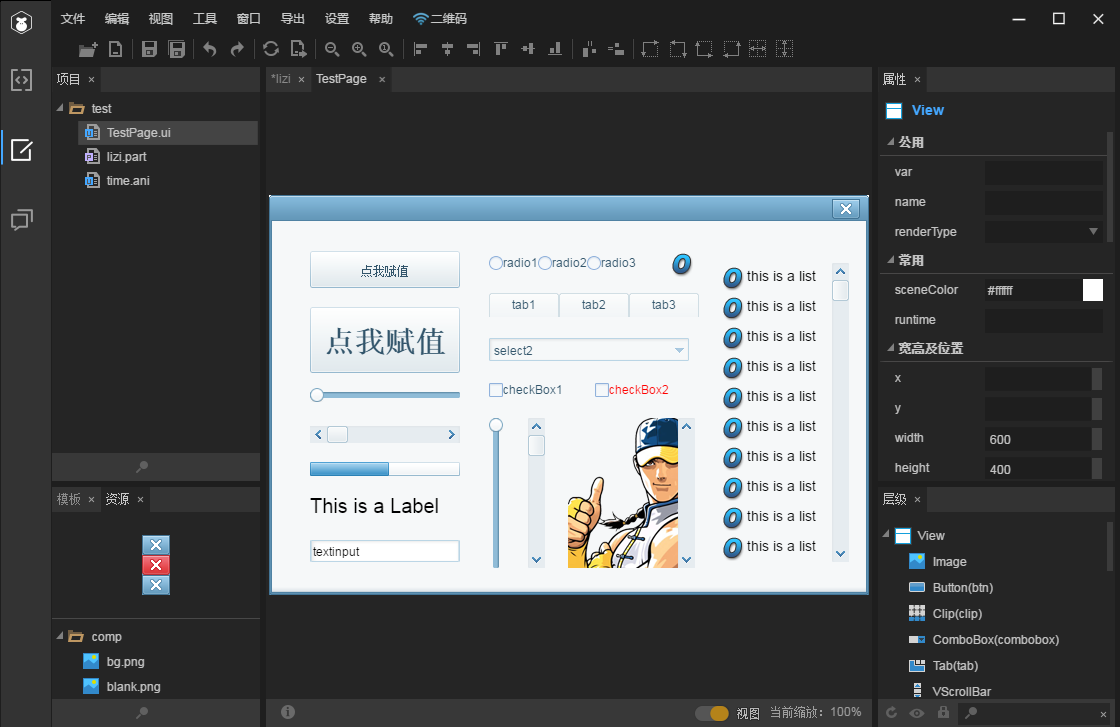 文件 编辑 视图 工具 窗口 导出 设置 帮助 二维码
项目 ×
test
TestPage.ui
lizi.part
time.ani
模板 × 资源 ×
comp
bg.png
blank.png
*lizi × TestPage ×
点我赋值
点我赋值
This is a Label
textinput
radio1 radio2 radio3
tab1 tab2 tab3
select2
checkBox1 checkBox2
this is a list
this is a list
this is a list
this is a list
this is a list
this is a list
this is a list
this is a list
this is a list
this is a list
视图 当前缩放: 100%
属性 ×
View
公用
var
name
renderType
常用
sceneColor #ffffff
runtime
宽高及位置
x
y
width 600
height 400
层级 ×
View
Image
Button(btn)
Clip(clip)
ComboBox(combobox)
Tab(tab)
VScrollBar